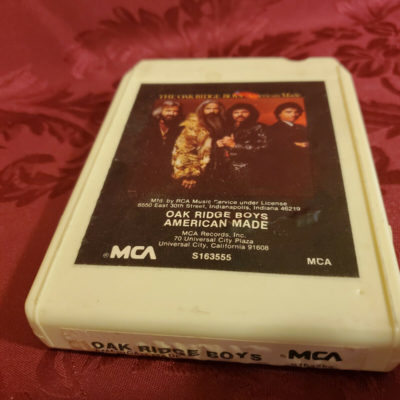 THE OAK RIDGE BOYS American Made
Mfd. by RCA Music Service under License
6550 East 30th Street, Indianapolis, Indiana 46219
OAK RIDGE BOYS
AMERICAN MADE
MCA Records, Inc.
70 Universal City Plaza
Universal City, California 91608
MCA
S163555
MCA
OAK RIDGE BOYS
MCA